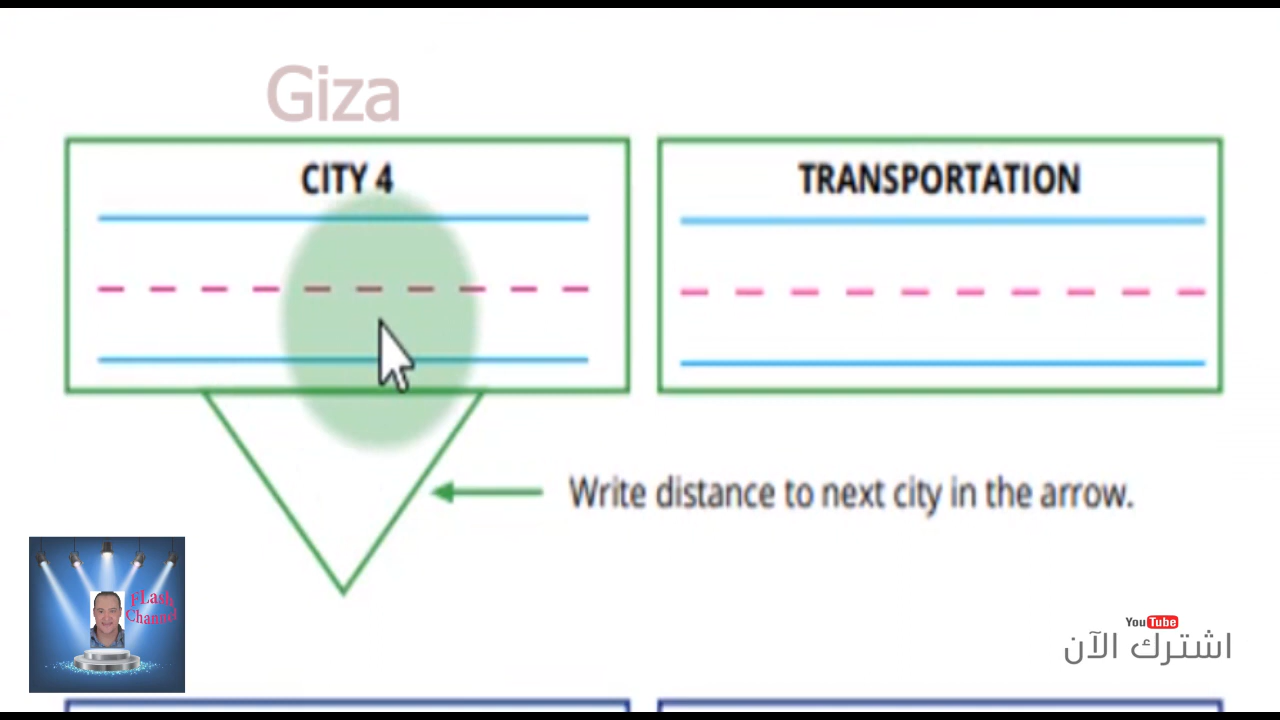 Giza
CITY 4
TRANSPORTATION
Write distance to next city in the arrow.
FLash
Channel
YouTube
اشترك الآن